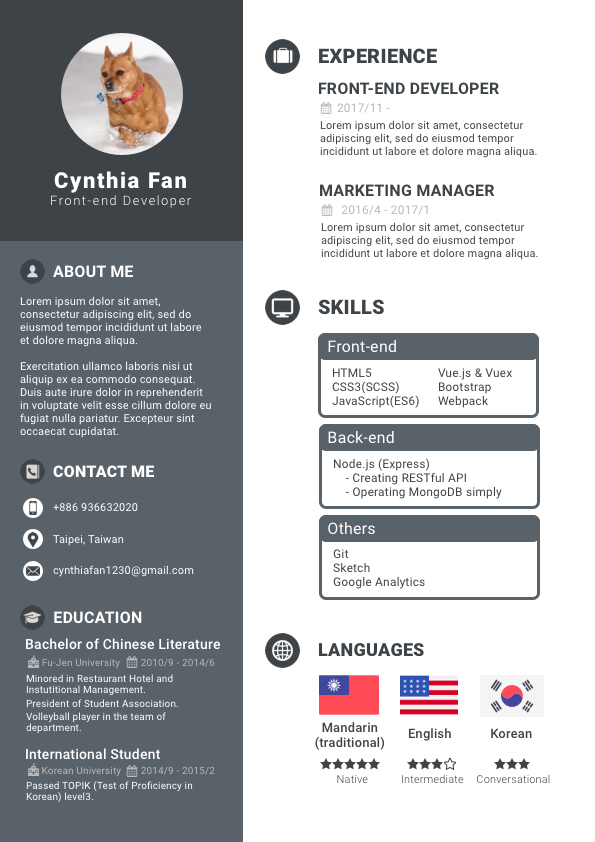 Cynthia Fan
Front-end Developer
ABOUT ME
Lorem ipsum dolor sit amet,
consectetur adipiscing elit, sed do
eiusmod tempor incididunt ut labore
et dolore magna aliqua.
Exercitation ullamco laboris nisi ut
aliquip ex ea commodo consequat.
Duis aute irure dolor in reprehenderit
in voluptate velit esse cillum dolore eu
fugiat nulla pariatur. Excepteur sint
occaecat cupidatat.
CONTACT ME
+886 936632020
Taipei, Taiwan
cynthiafan1230@gmail.com
EDUCATION
Bachelor of Chinese Literature
Fu-Jen University 2010/9 - 2014/6
Minored in Restaurant Hotel and
Instutitional Management.
President of Student Association.
Volleyball player in the team of
department.
International Student
Korean University 2014/9 - 2015/2
Passed TOPIK (Test of Proficiency in
Korean) level3.
EXPERIENCE
FRONT-END DEVELOPER
2017/11 -
Lorem ipsum dolor sit amet, consectetur
adipiscing elit, sed do eiusmod tempor
incididunt ut labore et dolore magna aliqua.
MARKETING MANAGER
2016/4 - 2017/1
Lorem ipsum dolor sit amet, consectetur
adipiscing elit, sed do eiusmod tempor
incididunt ut labore et dolore magna aliqua.
SKILLS
Front-end
HTML5
CSS3(SCSS)
JavaScript(ES6)
Vue.js & Vuex
Bootstrap
Webpack
Back-end
Node.js (Express)
- Creating RESTful API
- Operating MongoDB simply
Others
Git
Sketch
Google Analytics
LANGUAGES
Mandarin
(traditional)
Native
English
Intermediate
Korean
Conversational